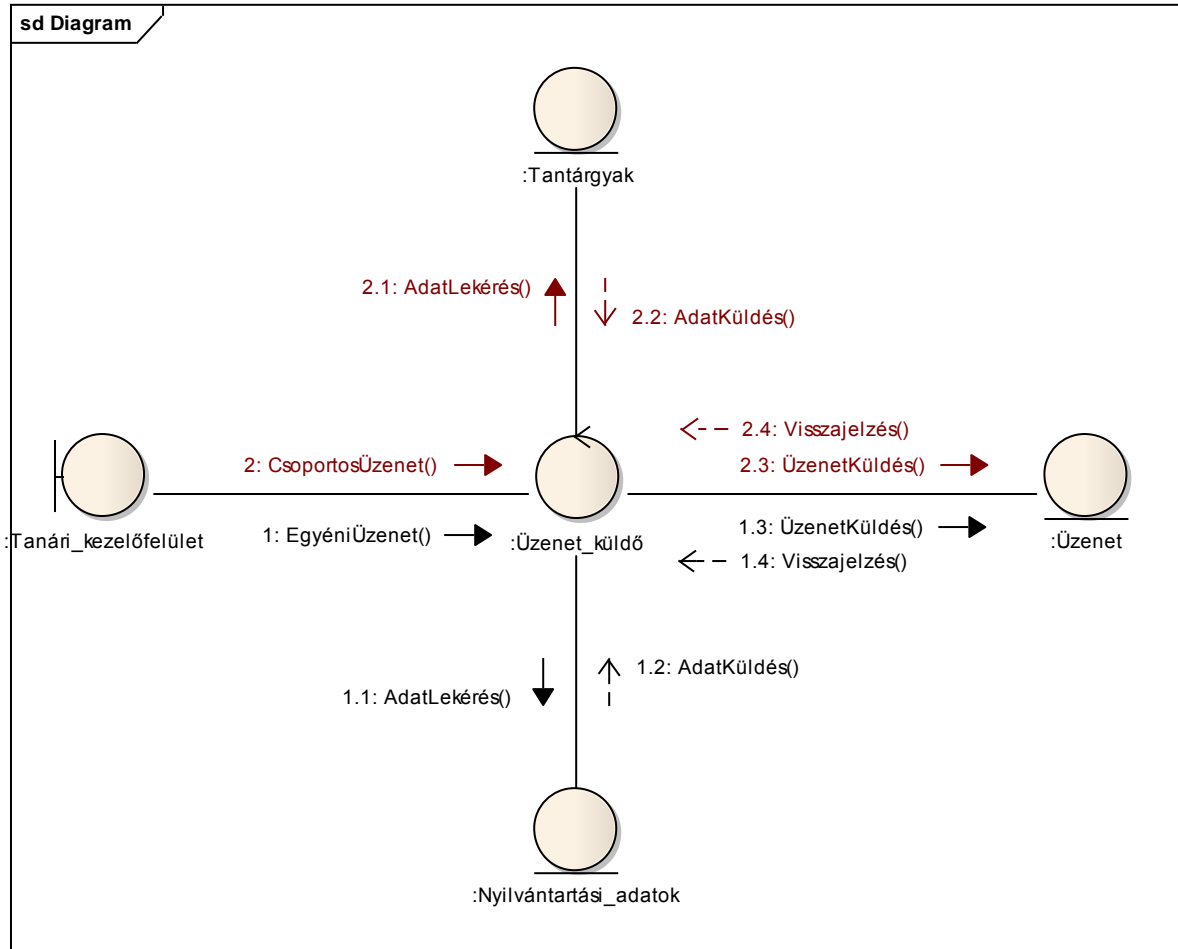 sd Diagram
:Tantárgyak
2.1: AdatLekérés()
2.2: AdatKüldés()
2.4: Visszajelzés()
2: CsoportosÜzenet()
2.3: ÜzenetKüldés()
1: EgyéniÜzenet()
1.3: ÜzenetKüldés()
:Tanári_kezelőfelület
:Üzenet_küldő
:Üzenet
1.4: Visszajelzés()
1.2: AdatKüldés()
1.1: AdatLekérés()
:Nyilvántartási_adatok